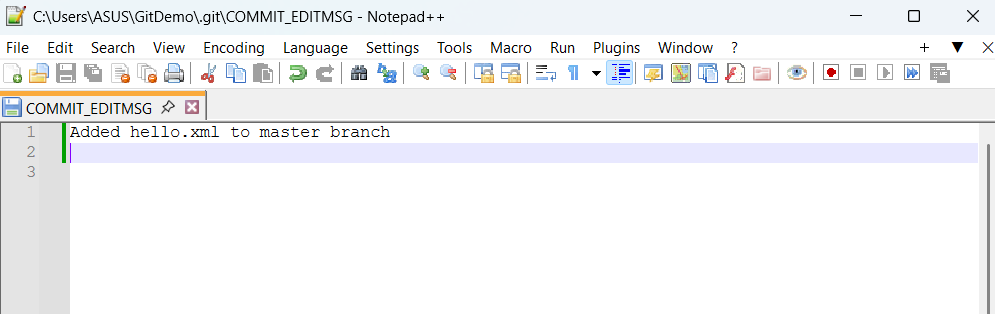 C:\Users\ASUS\GitDemo\.git\COMMIT_EDITMSG - Notepad++
File Edit Search View Encoding Language Settings Tools Macro Run Plugins Window ?
COMMIT_EDITMSG
1 Added hello.xml to master branch
2
3